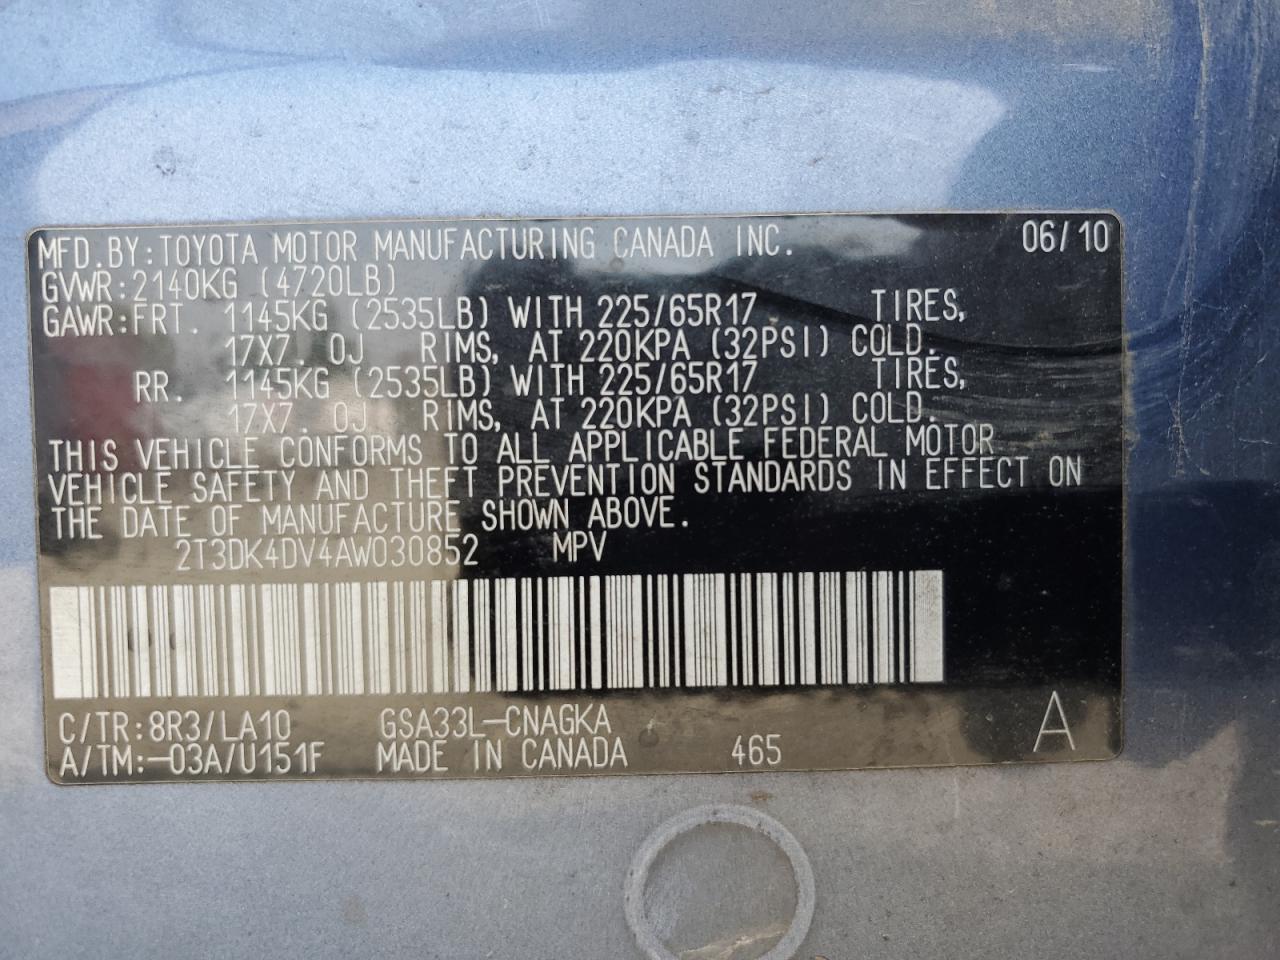 MFD.BY:TOYOTA MOTOR MANUFACTURING CANADA INC. 06/10
GVWR:2140KG (4720LB)
GAWR:FRT. 1145KG (2535LB) WITH 225/65R17 TIRES,
17X7.0J RIMS, AT 220KPA (32PSI) COLD.
RR. 1145KG (2535LB) WITH 225/65R17 TIRES,
17X7.0J RIMS, AT 220KPA (32PSI) COLD.
THIS VEHICLE CONFORMS TO ALL APPLICABLE FEDERAL MOTOR
VEHICLE SAFETY AND THEFT PREVENTION STANDARDS IN EFFECT ON
THE DATE OF MANUFACTURE SHOWN ABOVE.
2T3DK4DV4AW030852 MPV
C/TR:8R3/LA10 GSA33L-CNAGKA A
A/TM:-03A/U151F MADE IN CANADA 465